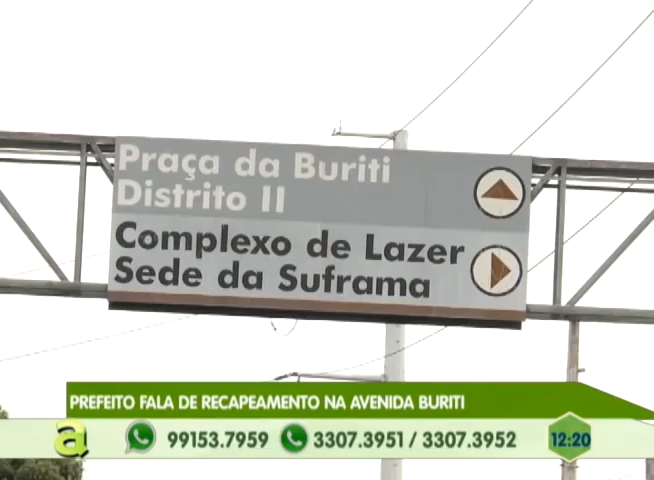 Praça da Buriti
Distrito II
Complexo de Lazer
Sede da Suframa
PREFEITO FALA DE RECAPEAMENTO NA AVENIDA BURITI
a 99153.7959 3307.3951 / 3307.3952 12:20